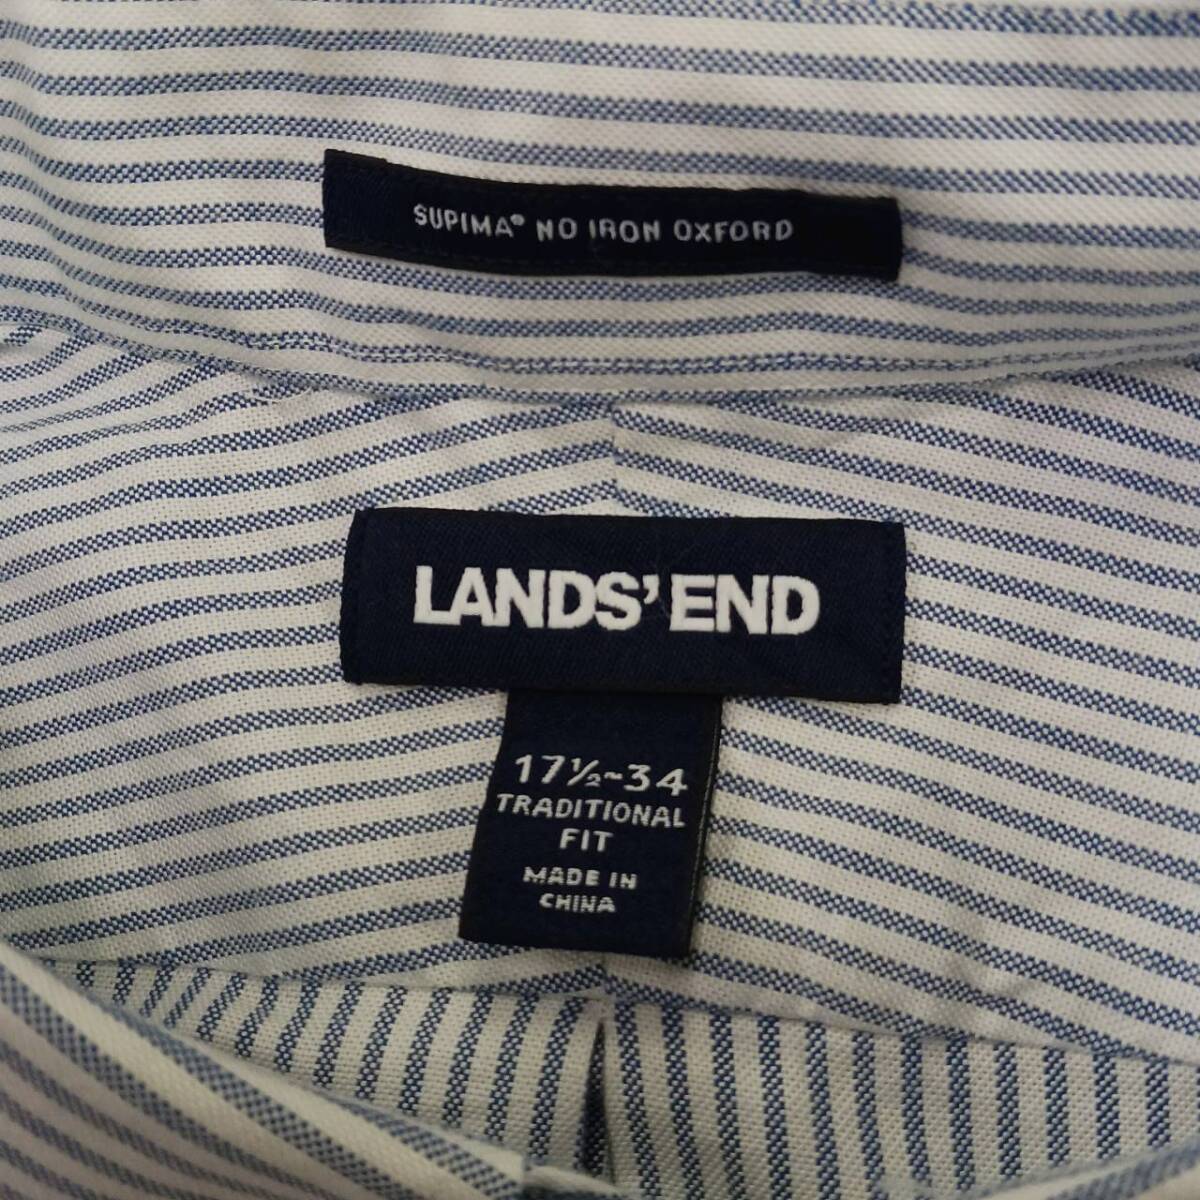 SUPIMA® NO IRON OXFORD
LANDS' END
17½~34
TRADITIONAL
FIT
MADE IN
CHINA